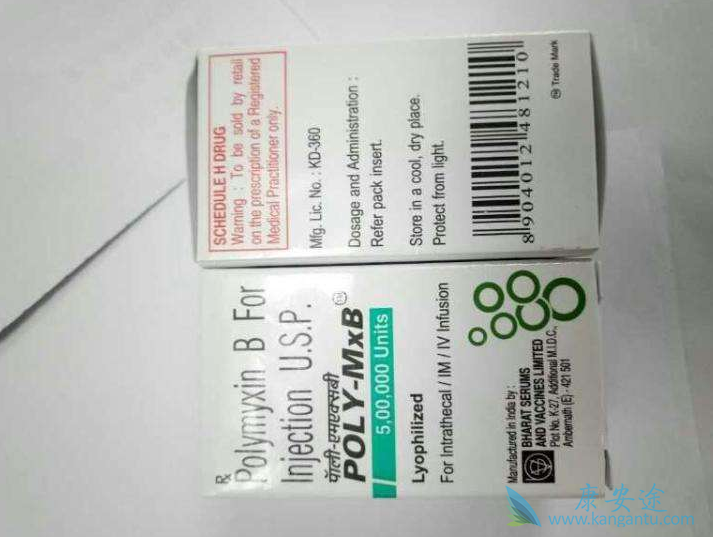 SCHEDULE H DRUG
Warning : To be sold by retail
on the prescription of a Registered
Medical Practitioner only.
Mfg. Lic. No. : KD-360
Dosage and Administration :
Refer pack insert.
Store in a cool, dry place.
Protect from light.
8 904012 481210
TM Trade Mark
Rx
Polymyxin B For
Injection U.S.P.
पॉली-एमएक्सबी
POLY-MxB TM
5,00,000 Units
Lyophilized
For Intrathecal / IM / IV Infusion
Manufactured in India by :
BHARAT SERUMS
AND VACCINES LIMITED
Plot No. K-27, Additional M.I.D.C.,
Ambernath (E) - 421 501
康安途
www.kangantu.com